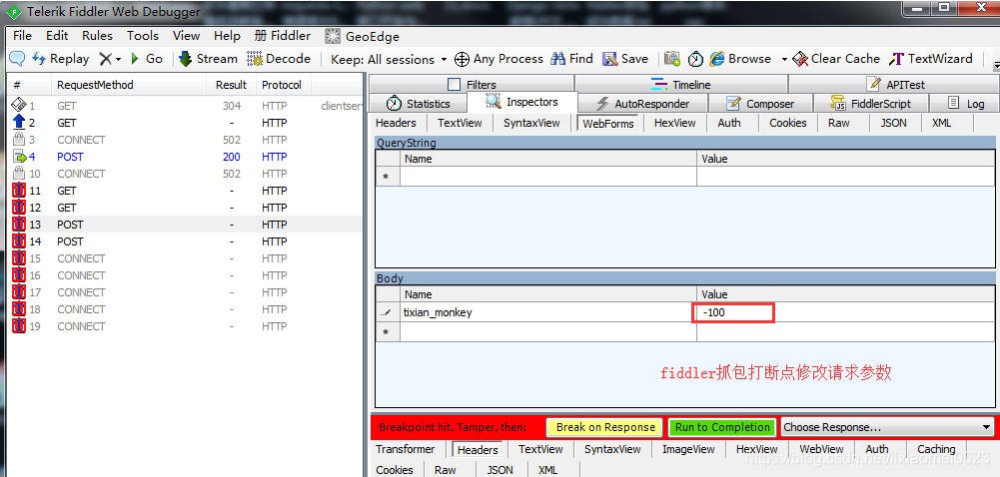 Telerik Fiddler Web Debugger
File Edit Rules Tools View Help 册 Fiddler GeoEdge
Replay Go Stream Decode Keep: All sessions Any Process Find Save Browse Clear Cache TextWizard
# RequestMethod Result Protocol
1 GET 304 HTTP clientserv
2 GET - HTTP
3 CONNECT 502 HTTP
4 POST 200 HTTP
10 CONNECT 502 HTTP
11 GET - HTTP
12 GET - HTTP
13 POST - HTTP
14 POST - HTTP
15 CONNECT - HTTP
16 CONNECT - HTTP
17 CONNECT - HTTP
18 CONNECT - HTTP
19 CONNECT - HTTP
Filters Timeline APITest
Statistics Inspectors AutoResponder Composer FiddlerScript Log
Headers TextView SyntaxView WebForms HexView Auth Cookies Raw JSON XML
QueryString
Name Value
*
Body
Name Value
tixian_monkey -100
*
fiddler抓包打断点修改请求参数
Breakpoint hit. Tamper, then: Break on Response Run to Completion Choose Response...
Transformer Headers TextView SyntaxView ImageView HexView WebView Auth Caching
Cookies Raw JSON XML
https://blog.csdn.net/lixiaomei0623